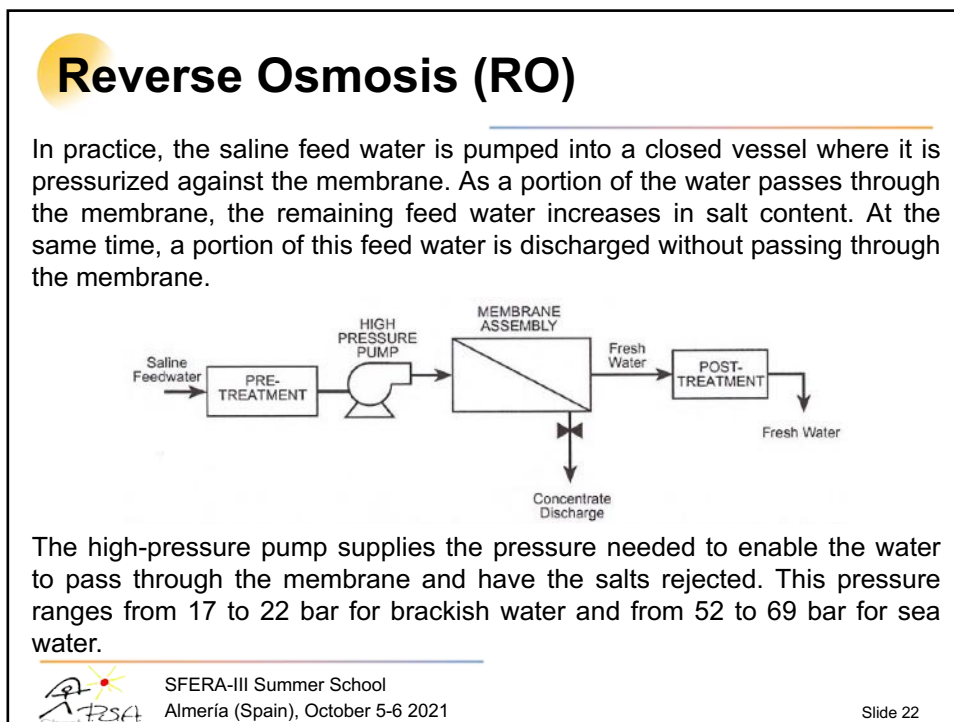 Reverse Osmosis (RO)
In practice, the saline feed water is pumped into a closed vessel where it is
pressurized against the membrane. As a portion of the water passes through
the membrane, the remaining feed water increases in salt content. At the
same time, a portion of this feed water is discharged without passing through
the membrane.
MEMBRANE
ASSEMBLY
HIGH
PRESSURE
PUMP
Saline
Feedwater
PRE-
TREATMENT
Fresh
Water
POST-
TREATMENT
Fresh Water
Concentrate
Discharge
The high-pressure pump supplies the pressure needed to enable the water
to pass through the membrane and have the salts rejected. This pressure
ranges from 17 to 22 bar for brackish water and from 52 to 69 bar for sea
water.
PSA
SFERA-III Summer School
Almería (Spain), October 5-6 2021
Slide 22